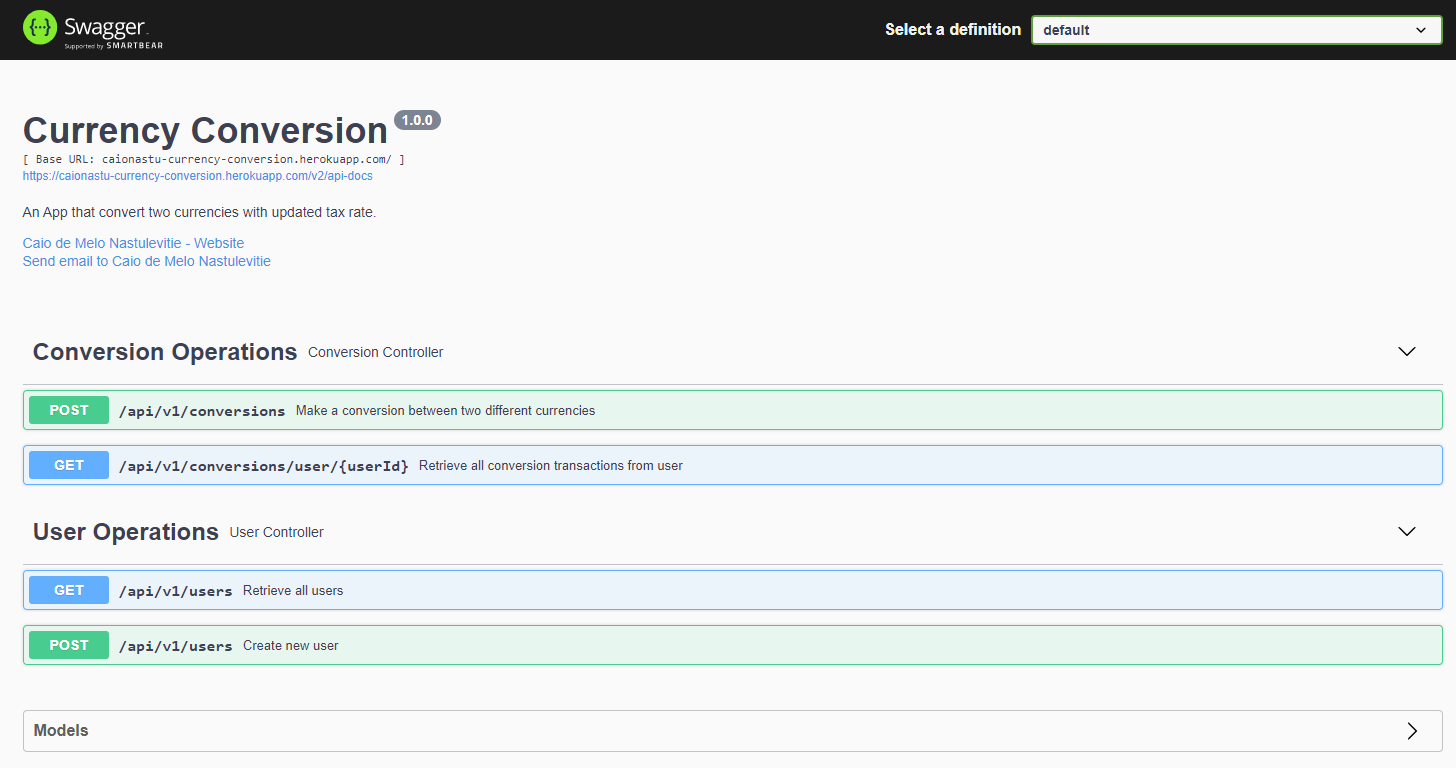 Swagger
Supported by SMARTBEAR
Select a definition
default
Currency Conversion 1.0.0
[ Base URL: caionastu-currency-conversion.herokuapp.com/ ]
https://caionastu-currency-conversion.herokuapp.com/v2/api-docs
An App that convert two currencies with updated tax rate.
Caio de Melo Nastulevitie - Website
Send email to Caio de Melo Nastulevitie
Conversion Operations Conversion Controller
POST /api/v1/conversions Make a conversion between two different currencies
GET /api/v1/conversions/user/{userId} Retrieve all conversion transactions from user
User Operations User Controller
GET /api/v1/users Retrieve all users
POST /api/v1/users Create new user
Models